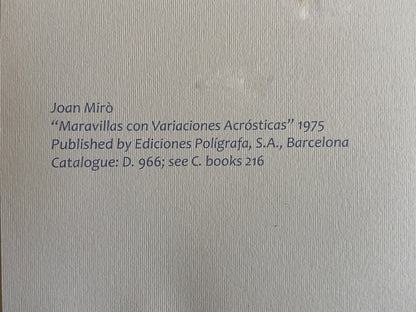 Joan Mirò
“Maravillas con Variaciones Acrósticas” 1975
Published by Ediciones Polígrafa, S.A., Barcelona
Catalogue: D. 966; see C. books 216